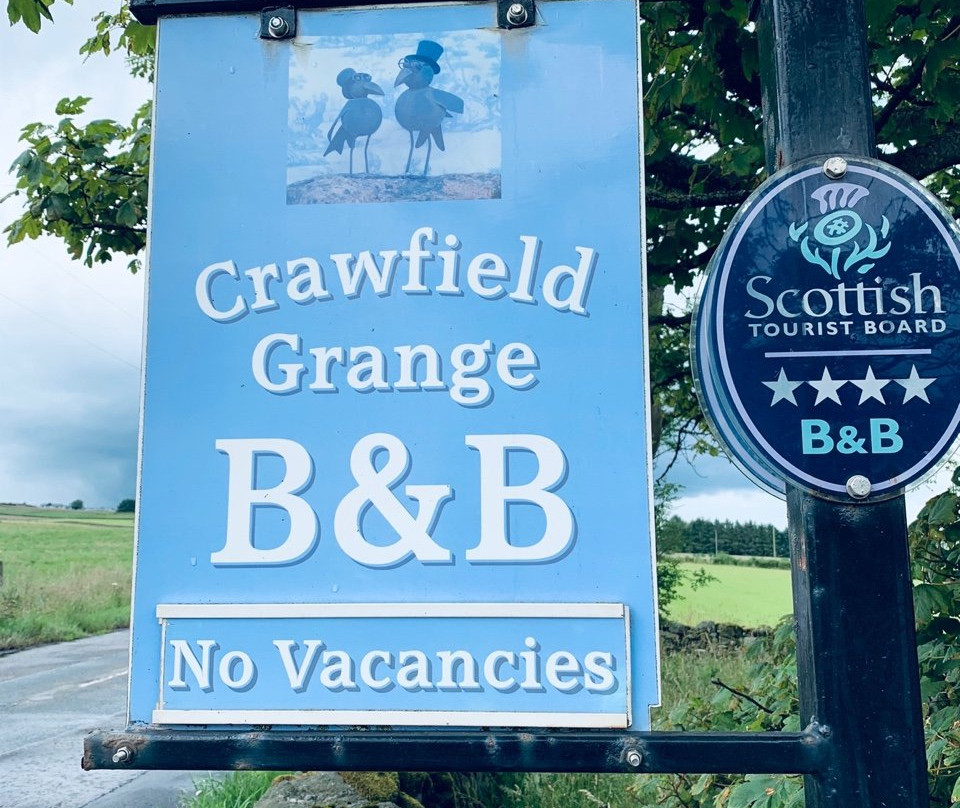 Crawfield
Grange
B&B
No Vacancies
Scottish
TOURIST BOARD
B&B